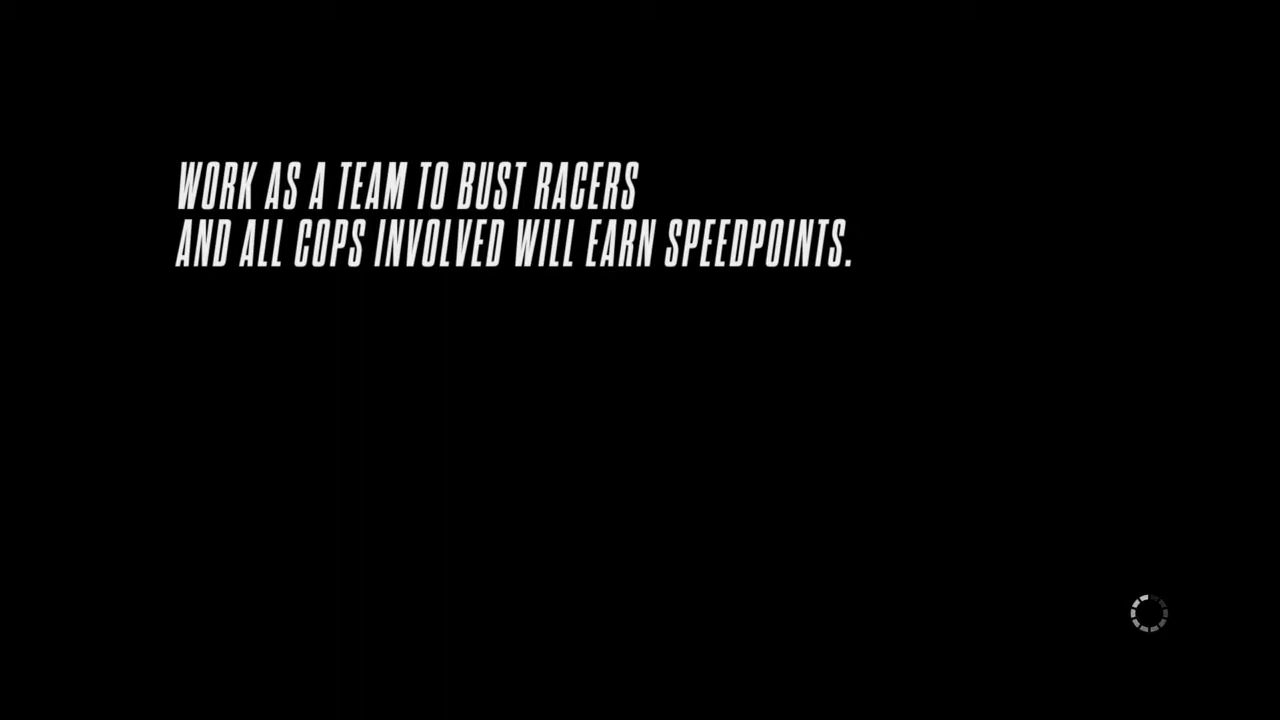 WORK AS A TEAM TO BUST RACERS
AND ALL COPS INVOLVED WILL EARN SPEEDPOINTS.